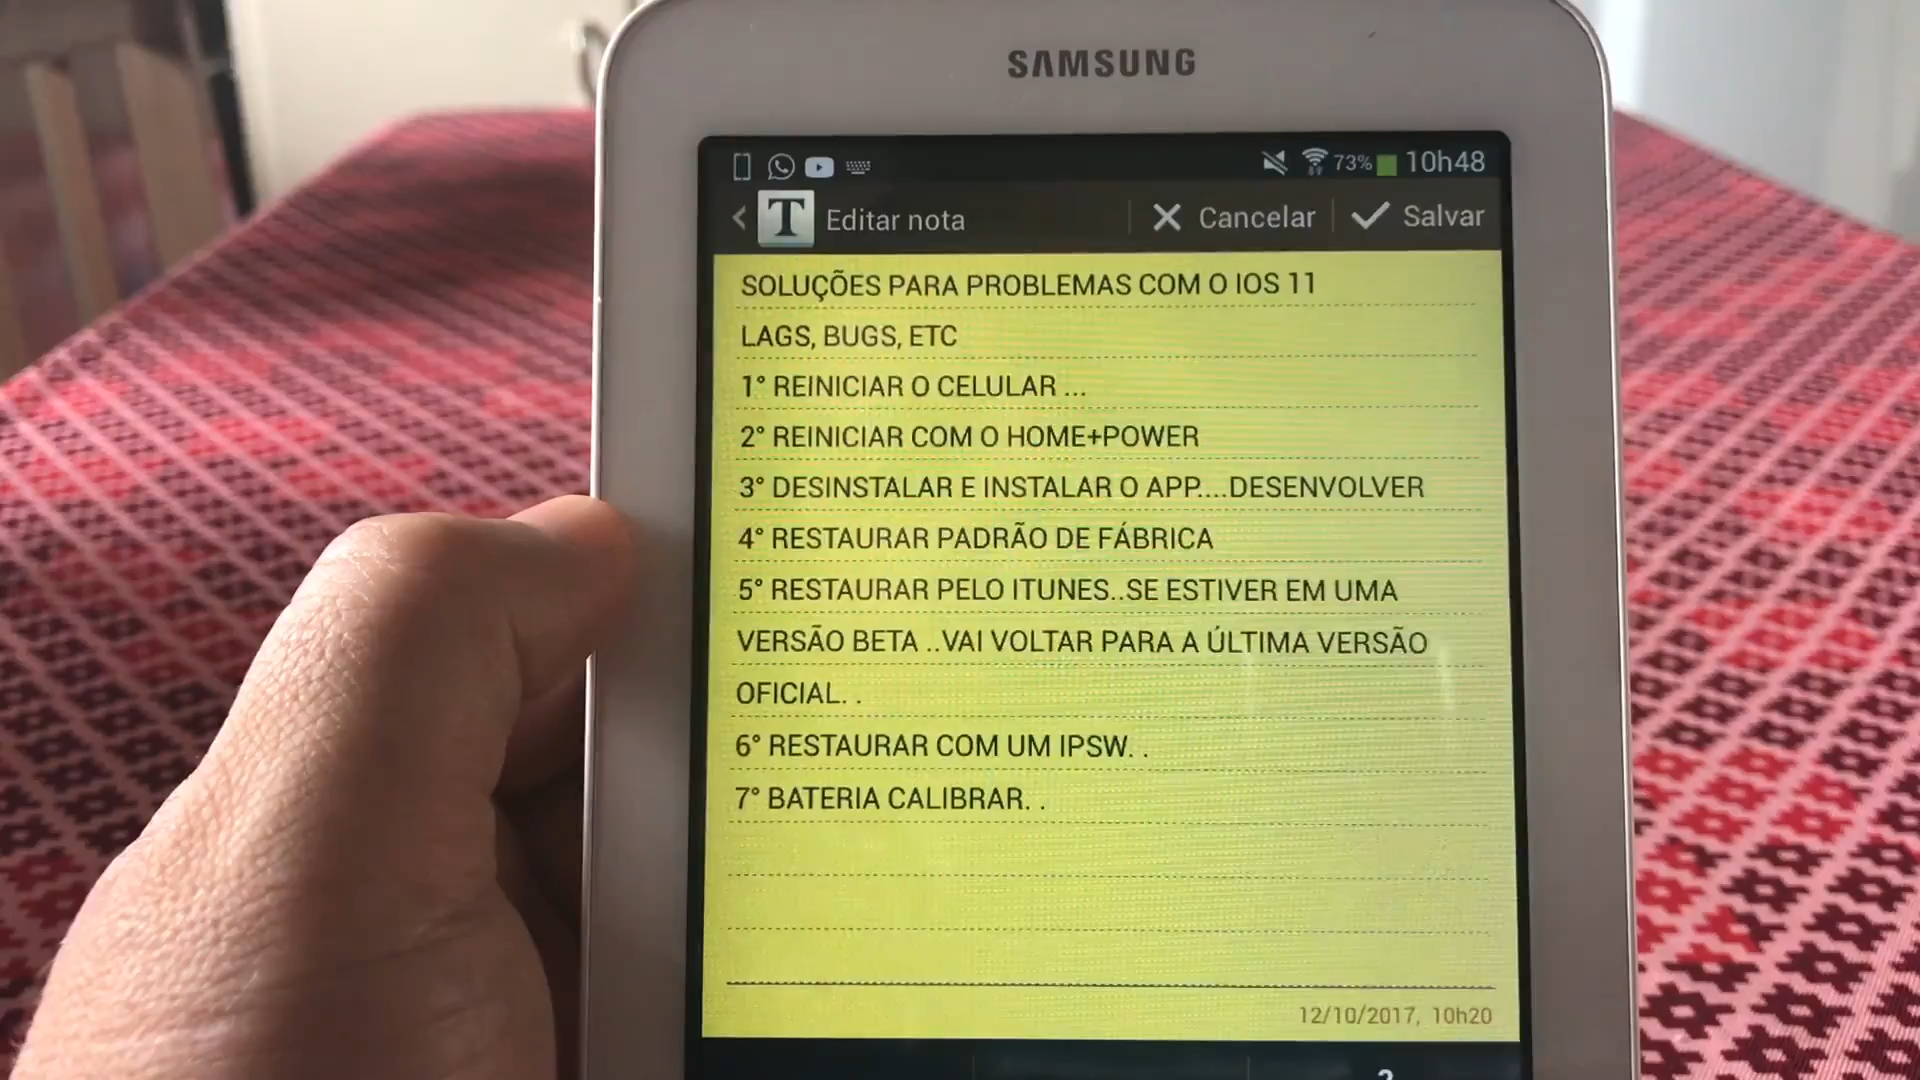 SAMSUNG
73% 10h48
T Editar nota Cancelar Salvar
SOLUÇÕES PARA PROBLEMAS COM O IOS 11
LAGS, BUGS, ETC
1° REINICIAR O CELULAR ...
2° REINICIAR COM O HOME+POWER
3° DESINSTALAR E INSTALAR O APP....DESENVOLVER
4° RESTAURAR PADRÃO DE FÁBRICA
5° RESTAURAR PELO ITUNES..SE ESTIVER EM UMA
VERSÃO BETA ..VAI VOLTAR PARA A ÚLTIMA VERSÃO
OFICIAL. .
6° RESTAURAR COM UM IPSW. .
7° BATERIA CALIBRAR. .
12/10/2017, 10h20